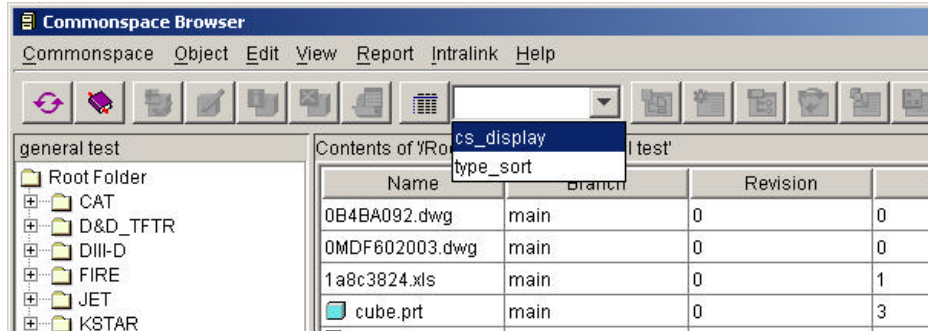 Commonspace Browser
Commonspace Object Edit View Report Intralink Help
cs_display
type_sort
general test
Contents of '/Ro l test'
Root Folder
CAT
D&D_TFTR
DIII-D
FIRE
JET
KSTAR
Name Branch Revision
0B4BA092.dwg main 0 0
0MDF602003.dwg main 0 0
1a8c3824.xls main 0 1
cube.prt main 0 3